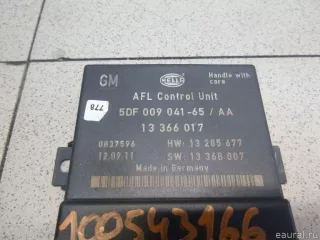 GM
HELLA
Handle with
care
AFL Control Unit
5DF 009 041-65 / AA
13 366 017
778
0837596 HW: 13 285 677
12.09.11 SW: 13 368 007
Made in Germany
100543166
eaural.ru